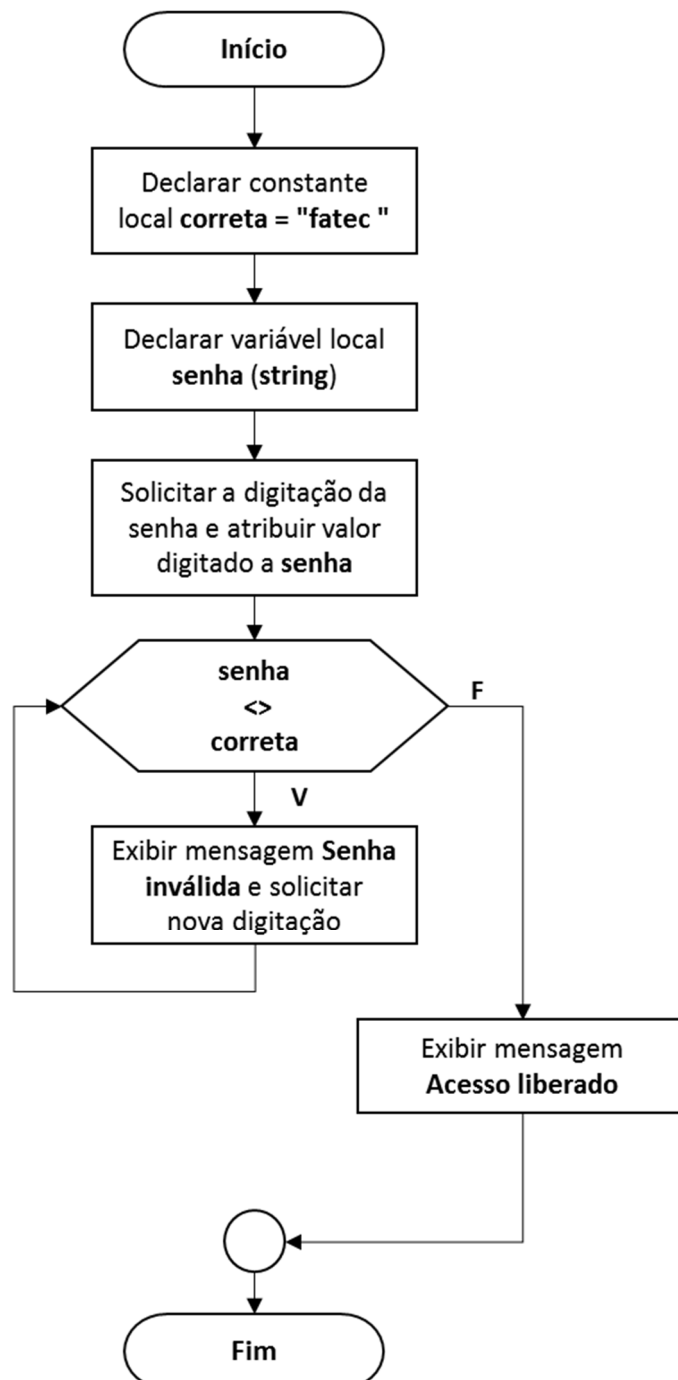 Início
Declarar constante
local correta = "fatec "
Declarar variável local
senha (string)
Solicitar a digitação da
senha e atribuir valor
digitado a senha
senha
<>
correta
F
V
Exibir mensagem Senha
inválida e solicitar
nova digitação
Exibir mensagem
Acesso liberado
Fim